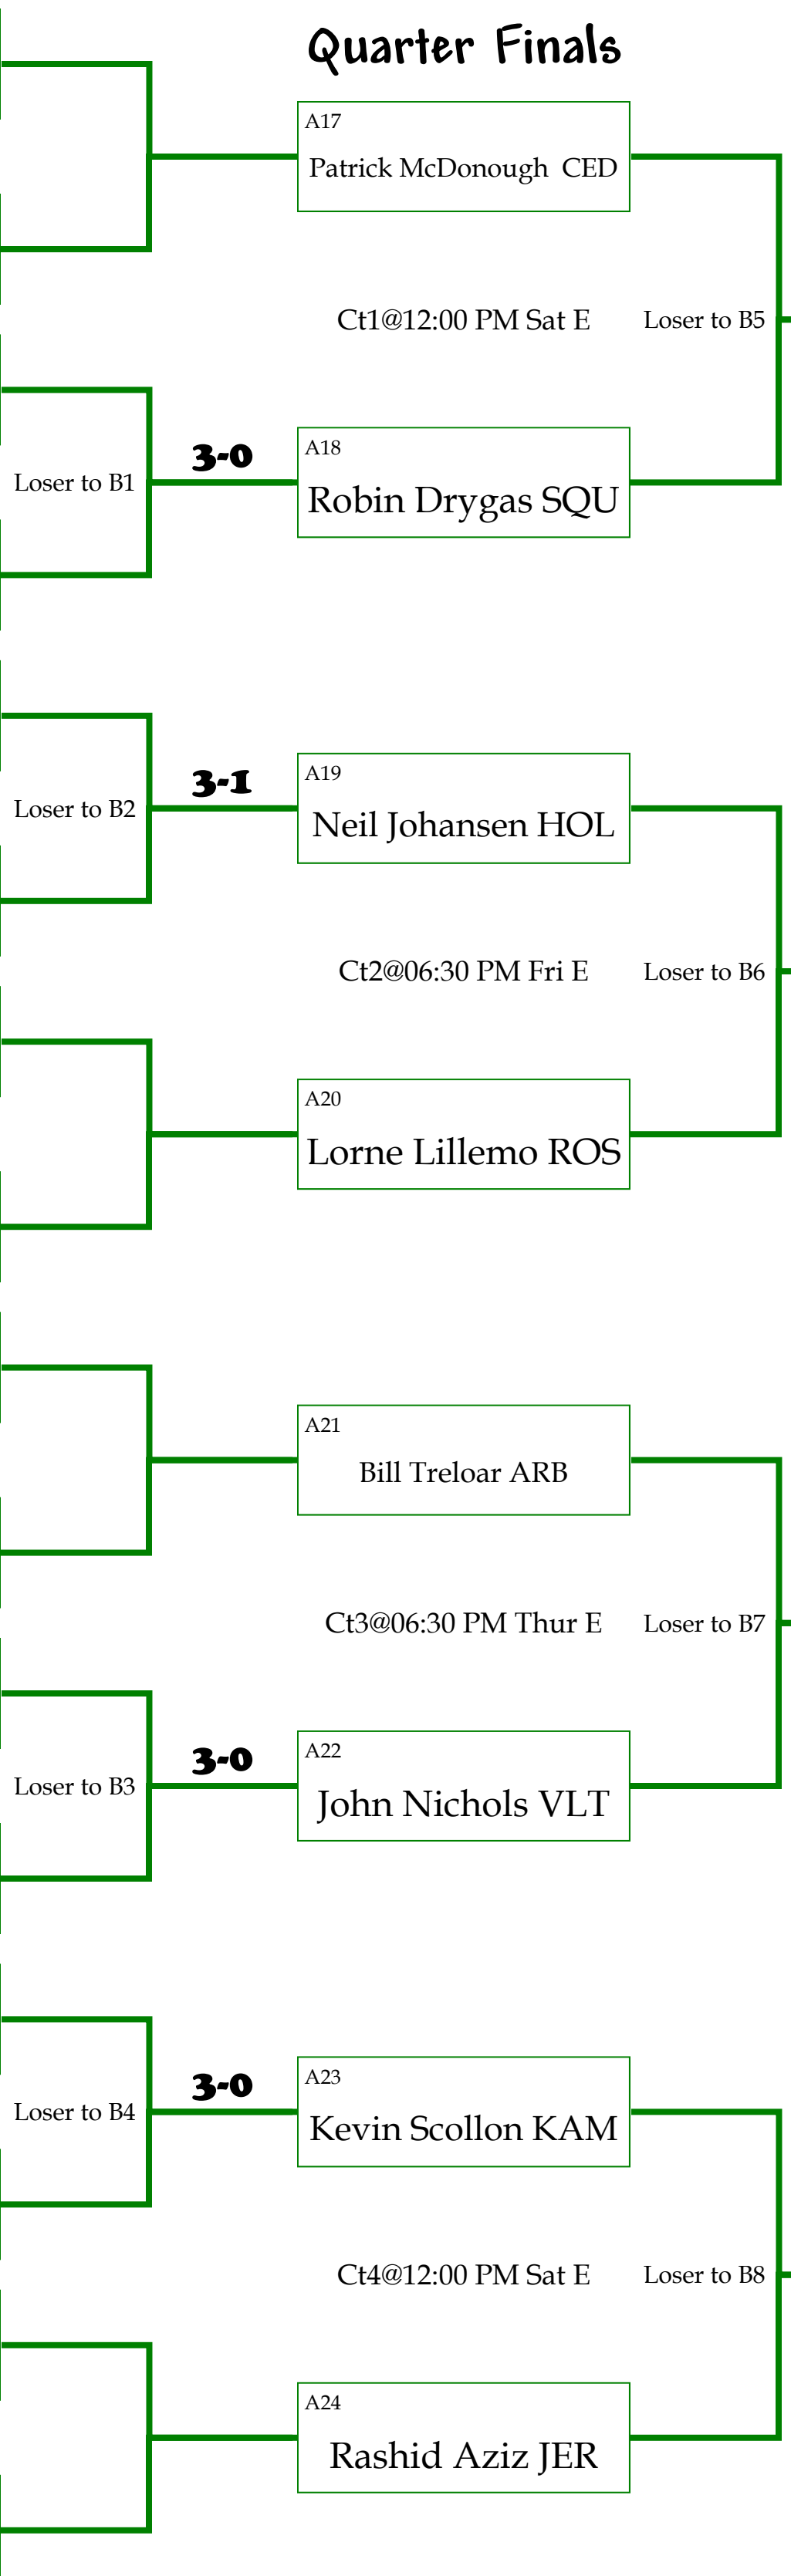 Quarter Finals
A17
Patrick McDonough  CED
Ct1@12:00 PM Sat E
Loser to B5
Loser to B1
3-0
A18
Robin Drygas SQU
Loser to B2
3-1
A19
Neil Johansen HOL
Ct2@06:30 PM Fri E
Loser to B6
A20
Lorne Lillemo ROS
A21
Bill Treloar ARB
Ct3@06:30 PM Thur E
Loser to B7
Loser to B3
3-0
A22
John Nichols VLT
Loser to B4
3-0
A23
Kevin Scollon KAM
Ct4@12:00 PM Sat E
Loser to B8
A24
Rashid Aziz JER